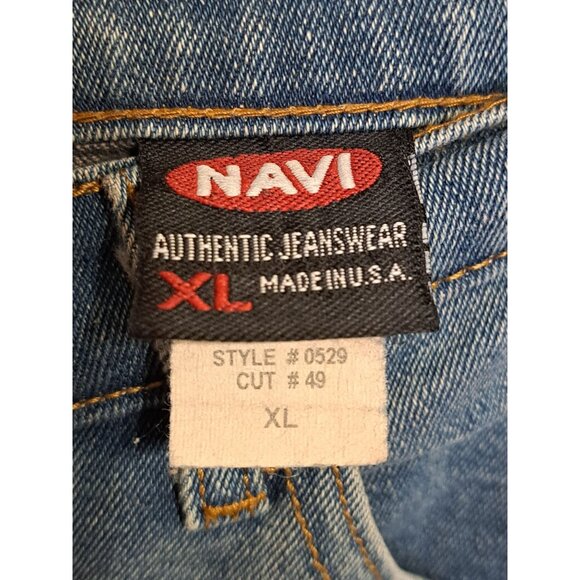 NAVI
AUTHENTIC JEANSWEAR
XL MADE IN U.S.A.
STYLE # 0529
CUT # 49
XL